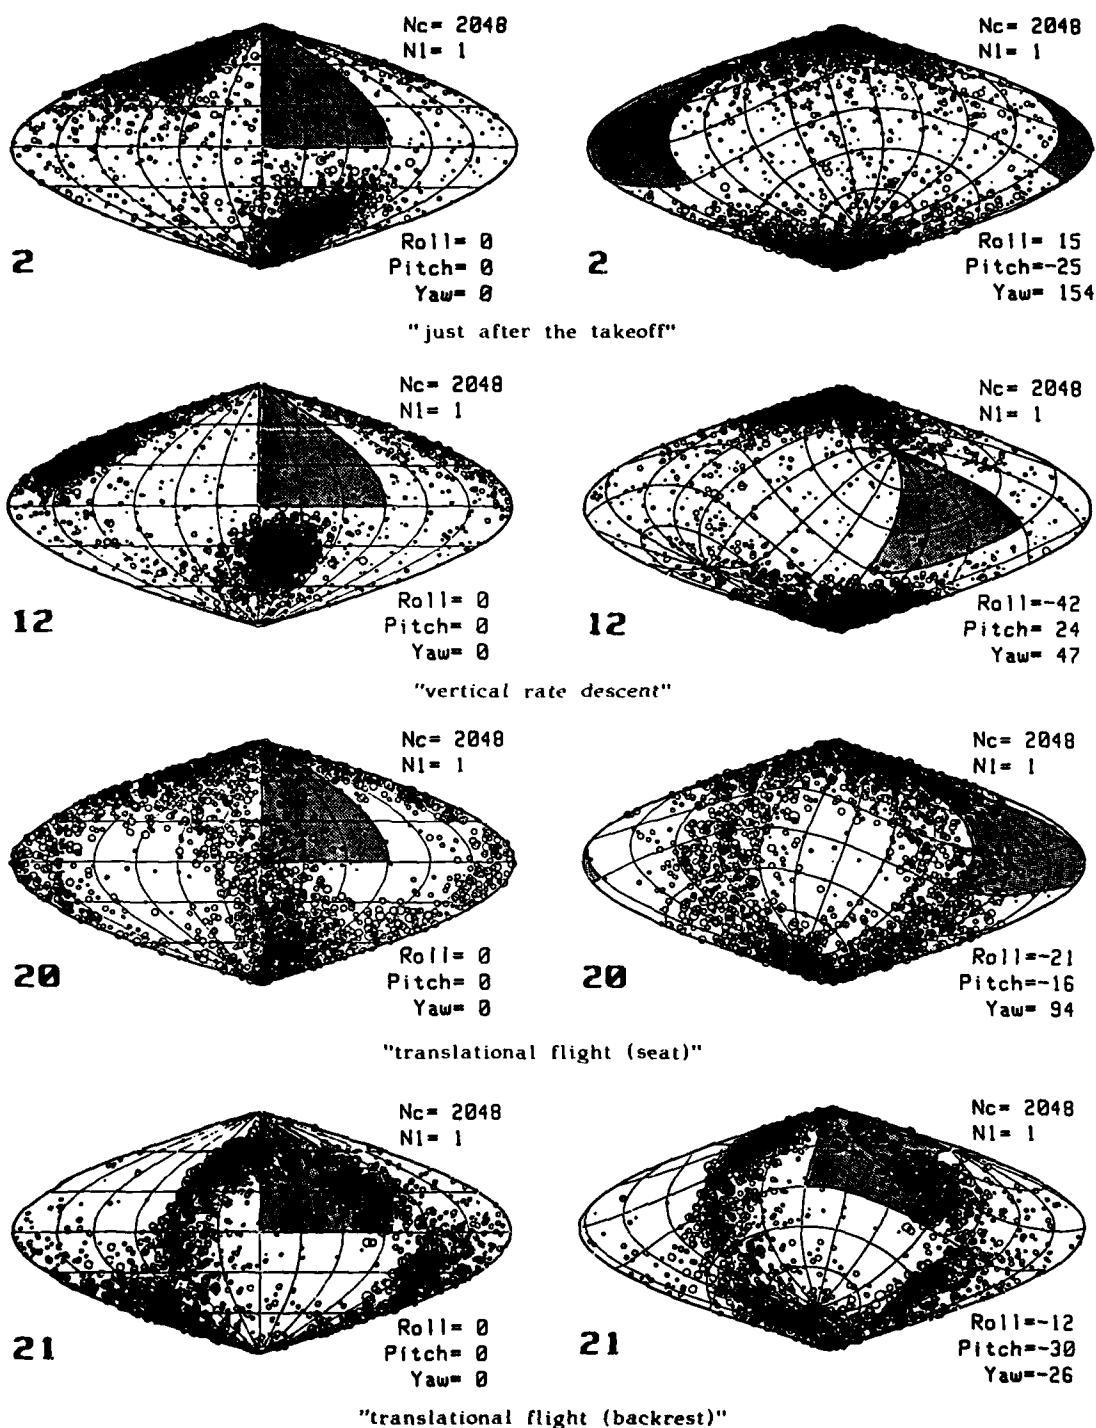 Nc= 2048
N1= 1
Nc= 2048
N1= 1
2
Roll= 0
Pitch= 0
Yaw= 0
2
Roll= 15
Pitch=-25
Yaw= 154
"just after the takeoff"
Nc= 2048
N1= 1
Nc= 2048
N1= 1
12
Roll= 0
Pitch= 0
Yaw= 0
12
Roll=-42
Pitch= 24
Yaw= 47
"vertical rate descent"
Nc= 2048
N1= 1
Nc= 2048
N1= 1
20
Roll= 0
Pitch= 0
Yaw= 0
20
Roll=-21
Pitch=-16
Yaw= 94
"translational flight (seat)"
Nc= 2048
N1= 1
Nc= 2048
N1= 1
21
Roll= 0
Pitch= 0
Yaw= 0
21
Roll=-12
Pitch=-30
Yaw=-26
"translational flight (backrest)"